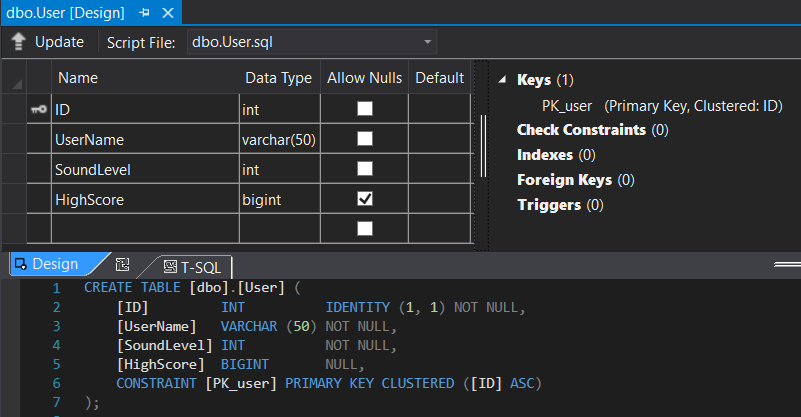 dbo.User [Design]
Update Script File: dbo.User.sql
Name Data Type Allow Nulls Default
ID int
UserName varchar(50)
SoundLevel int
HighScore bigint
Keys (1)
PK_user (Primary Key, Clustered: ID)
Check Constraints (0)
Indexes (0)
Foreign Keys (0)
Triggers (0)
Design T-SQL
1 CREATE TABLE [dbo].[User] (
2 [ID] INT IDENTITY (1, 1) NOT NULL,
3 [UserName] VARCHAR (50) NOT NULL,
4 [SoundLevel] INT NOT NULL,
5 [HighScore] BIGINT NULL,
6 CONSTRAINT [PK_user] PRIMARY KEY CLUSTERED ([ID] ASC)
7 );